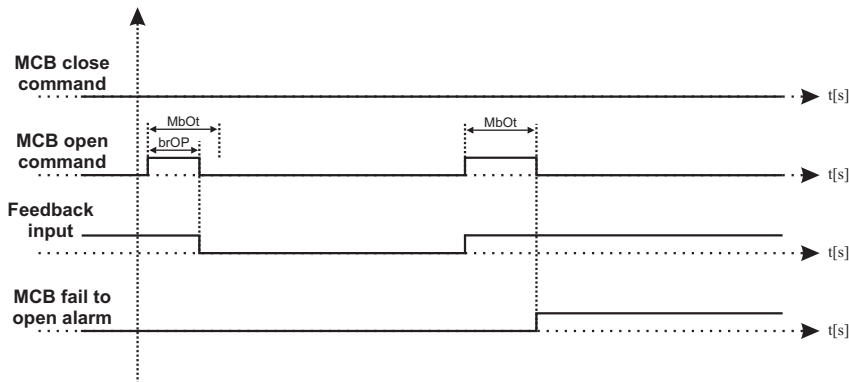 MCB close
command
t[s]
MbOt
MbOt
MCB open
command
brOP
t[s]
Feedback
input
t[s]
MCB fail to
open alarm
t[s]